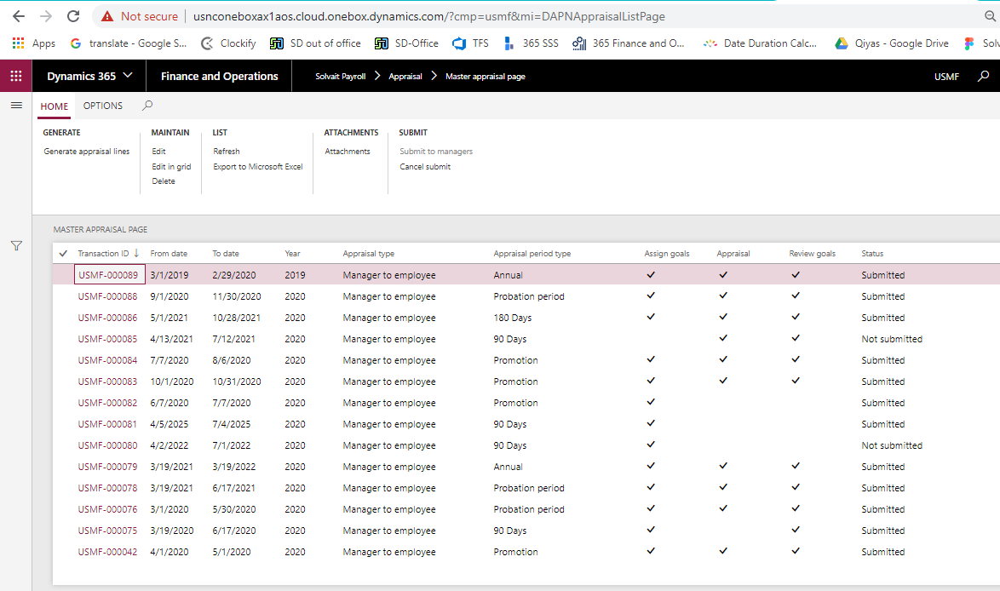 Not secure usnconeboxax1aos.cloud.onebox.dynamics.com/?cmp=usmf&mi=DAPNAppraisalListPage
Apps translate - Google S... Clockify SD out of office SD-Office TFS 365 SSS 365 Finance and O... Date Duration Calc... Qiyas - Google Drive Solv
Dynamics 365 Finance and Operations Solvait Payroll Appraisal Master appraisal page USMF
HOME OPTIONS
GENERATE MAINTAIN LIST ATTACHMENTS SUBMIT
Generate appraisal lines Edit Refresh Attachments Submit to managers
Edit in grid Export to Microsoft Excel Cancel submit
Delete
MASTER APPRAISAL PAGE
Transaction ID From date To date Year Appraisal type Appraisal period type Assign goals Appraisal Review goals Status
USMF-000089 3/1/2019 2/29/2020 2019 Manager to employee Annual Submitted
USMF-000088 9/1/2020 11/30/2020 2020 Manager to employee Probation period Submitted
USMF-000086 5/1/2021 10/28/2021 2020 Manager to employee 180 Days Submitted
USMF-000085 4/13/2021 7/12/2021 2020 Manager to employee 90 Days Not submitted
USMF-000084 7/7/2020 8/6/2020 2020 Manager to employee Promotion Submitted
USMF-000083 10/1/2020 10/31/2020 2020 Manager to employee Promotion Submitted
USMF-000082 6/7/2020 7/7/2020 2020 Manager to employee Promotion Submitted
USMF-000081 4/5/2025 7/4/2025 2020 Manager to employee 90 Days Submitted
USMF-000080 4/2/2022 7/1/2022 2020 Manager to employee 90 Days Not submitted
USMF-000079 3/19/2021 3/19/2022 2020 Manager to employee Annual Submitted
USMF-000078 3/19/2021 6/17/2021 2020 Manager to employee Probation period Submitted
USMF-000076 3/1/2020 5/30/2020 2020 Manager to employee Probation period Submitted
USMF-000075 3/19/2020 6/17/2020 2020 Manager to employee 90 Days Submitted
USMF-000042 4/1/2020 5/1/2020 2020 Manager to employee Promotion Submitted